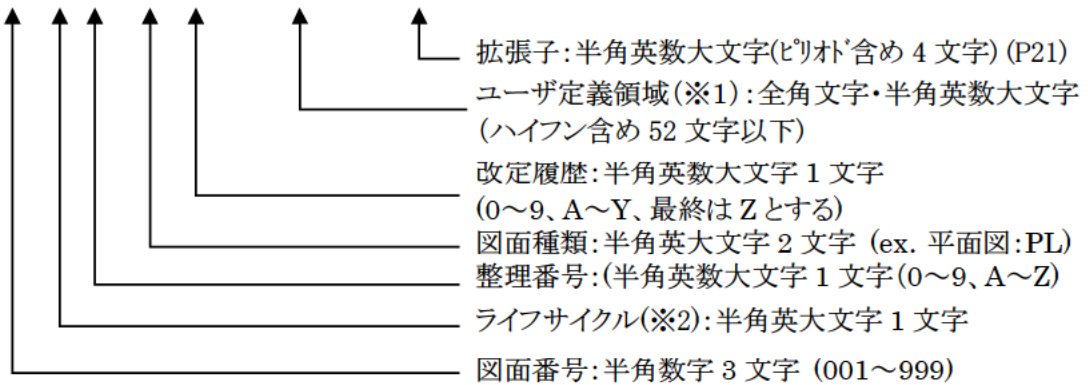 拡張子：半角英数大文字(ﾋﾟﾘｵﾄﾞ含め 4 文字) (P21)
ユーザ定義領域(※1)：全角文字・半角英数大文字
(ハイフン含め 52 文字以下)
改定履歴：半角英数大文字 1 文字
(0～9、A～Y、最終は Z とする)
図面種類：半角英大文字 2 文字 (ex. 平面図：PL)
整理番号：(半角英数大文字 1 文字(0～9、A～Z)
ライフサイクル(※2)：半角英大文字 1 文字
図面番号：半角数字 3 文字 (001～999)